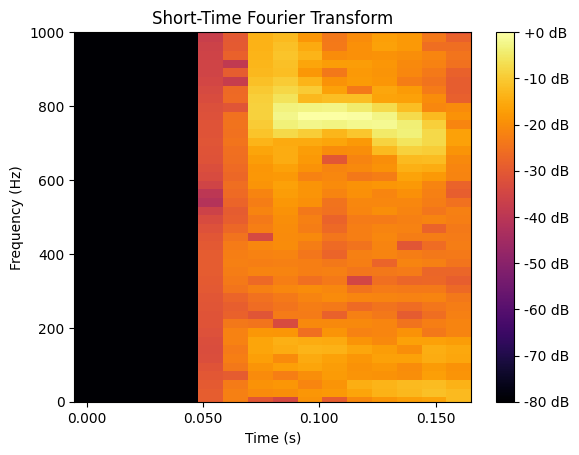 Short-Time Fourier Transform
1000
800
600
400
200
0
Frequency (Hz)
0.000
0.050
0.100
0.150
Time (s)
+0 dB
-10 dB
-20 dB
-30 dB
-40 dB
-50 dB
-60 dB
-70 dB
-80 dB